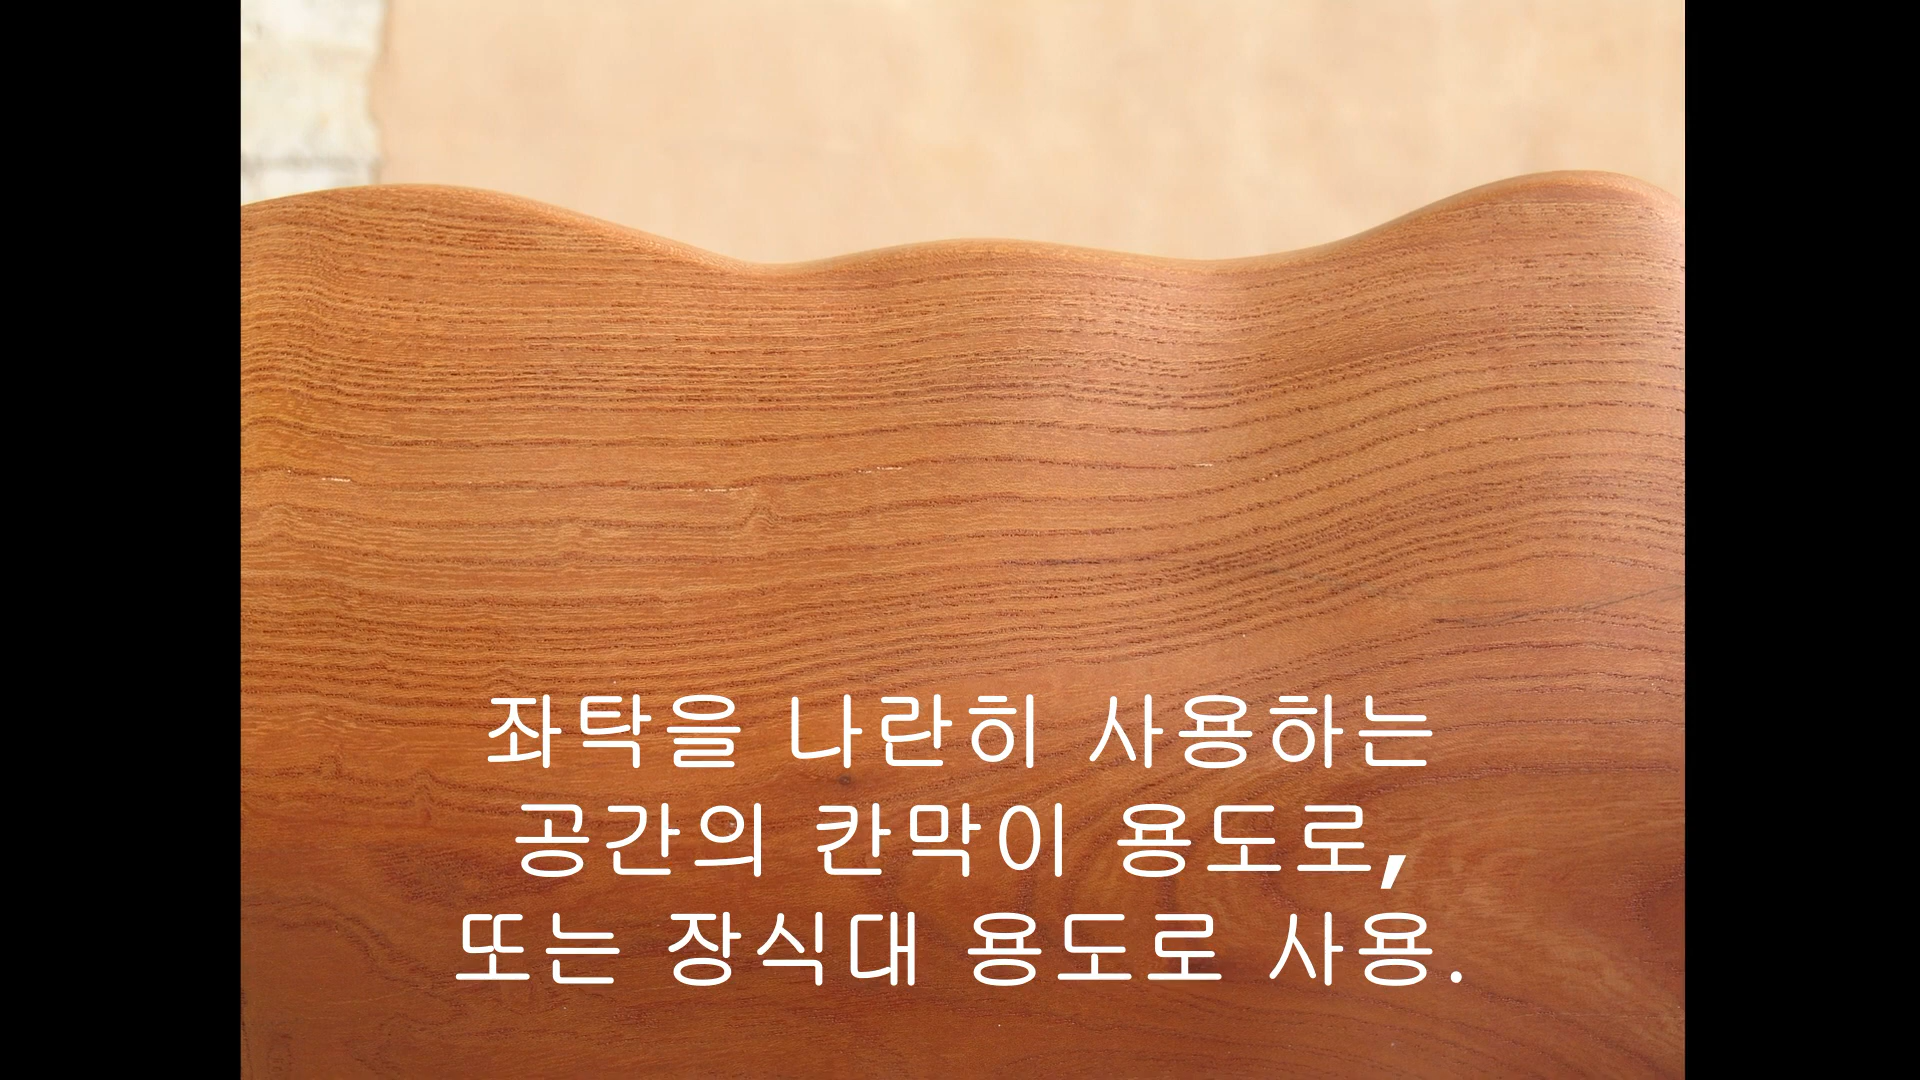 좌탁을 나란히 사용하는
공간의 칸막이 용도로,
또는 장식대 용도로 사용.